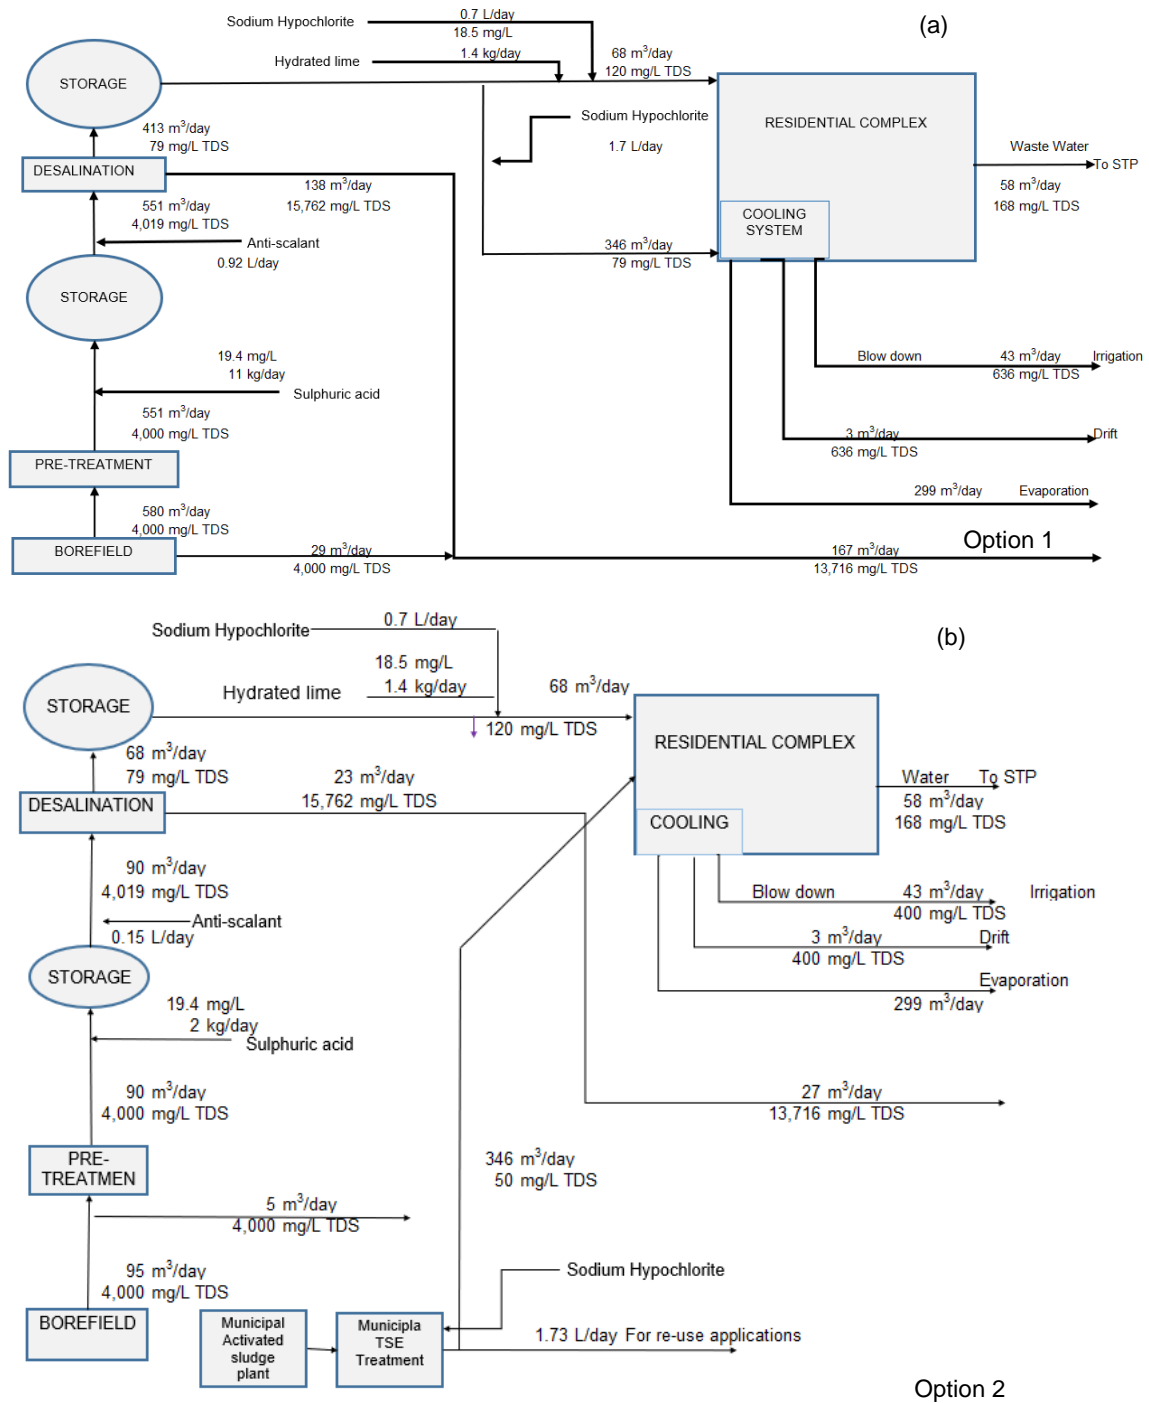 (a)
Sodium Hypochlorite
0.7 L/day
18.5 mg/L
Hydrated lime
1.4 kg/day
68 m³/day
120 mg/L TDS
STORAGE
413 m³/day
79 mg/L TDS
Sodium Hypochlorite
1.7 L/day
RESIDENTIAL COMPLEX
Waste Water
To STP
58 m³/day
168 mg/L TDS
DESALINATION
138 m³/day
15,762 mg/L TDS
551 m³/day
4,019 mg/L TDS
Anti-scalant
0.92 L/day
COOLING
SYSTEM
346 m³/day
79 mg/L TDS
STORAGE
19.4 mg/L
11 kg/day
Sulphuric acid
Blow down
43 m³/day
Irrigation
636 mg/L TDS
551 m³/day
4,000 mg/L TDS
3 m³/day
Drift
636 mg/L TDS
PRE-TREATMENT
299 m³/day
Evaporation
580 m³/day
4,000 mg/L TDS
BOREFIELD
29 m³/day
4,000 mg/L TDS
167 m³/day
13,716 mg/L TDS
Option 1
(b)
Sodium Hypochlorite
0.7 L/day
18.5 mg/L
Hydrated lime
1.4 kg/day
68 m³/day
120 mg/L TDS
STORAGE
68 m³/day
79 mg/L TDS
RESIDENTIAL COMPLEX
DESALINATION
23 m³/day
15,762 mg/L TDS
Water
To STP
58 m³/day
168 mg/L TDS
COOLING
90 m³/day
4,019 mg/L TDS
Anti-scalant
0.15 L/day
Blow down
43 m³/day
Irrigation
400 mg/L TDS
3 m³/day
Drift
400 mg/L TDS
Evaporation
299 m³/day
STORAGE
19.4 mg/L
2 kg/day
Sulphuric acid
90 m³/day
4,000 mg/L TDS
27 m³/day
13,716 mg/L TDS
PRE-
TREATMEN
346 m³/day
50 mg/L TDS
5 m³/day
4,000 mg/L TDS
95 m³/day
4,000 mg/L TDS
BOREFIELD
Sodium Hypochlorite
Municipal
Activated
sludge
plant
Municipla
TSE
Treatment
1.73 L/day For re-use applications
Option 2